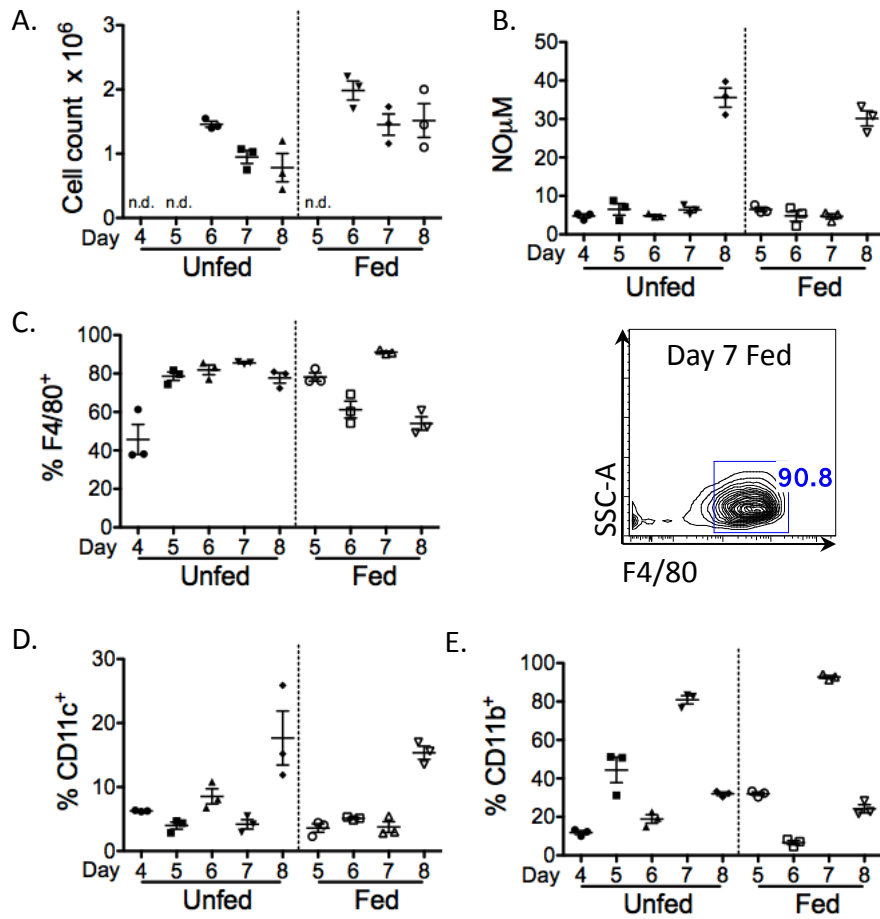 A.
Cell count x 10⁶
3
2
1
0
n.d. n.d. n.d.
Day 4 5 6 7 8 5 6 7 8
Unfed Fed
B.
NOµM
50
40
30
20
10
0
Day 4 5 6 7 8 5 6 7 8
Unfed Fed
C.
% F4/80⁺
100
80
60
40
20
0
Day 4 5 6 7 8 5 6 7 8
Unfed Fed
Day 7 Fed
90.8
SSC-A
F4/80
D.
% CD11c⁺
30
20
10
0
Day 4 5 6 7 8 5 6 7 8
Unfed Fed
E.
% CD11b⁺
100
80
60
40
20
0
Day 4 5 6 7 8 5 6 7 8
Unfed Fed